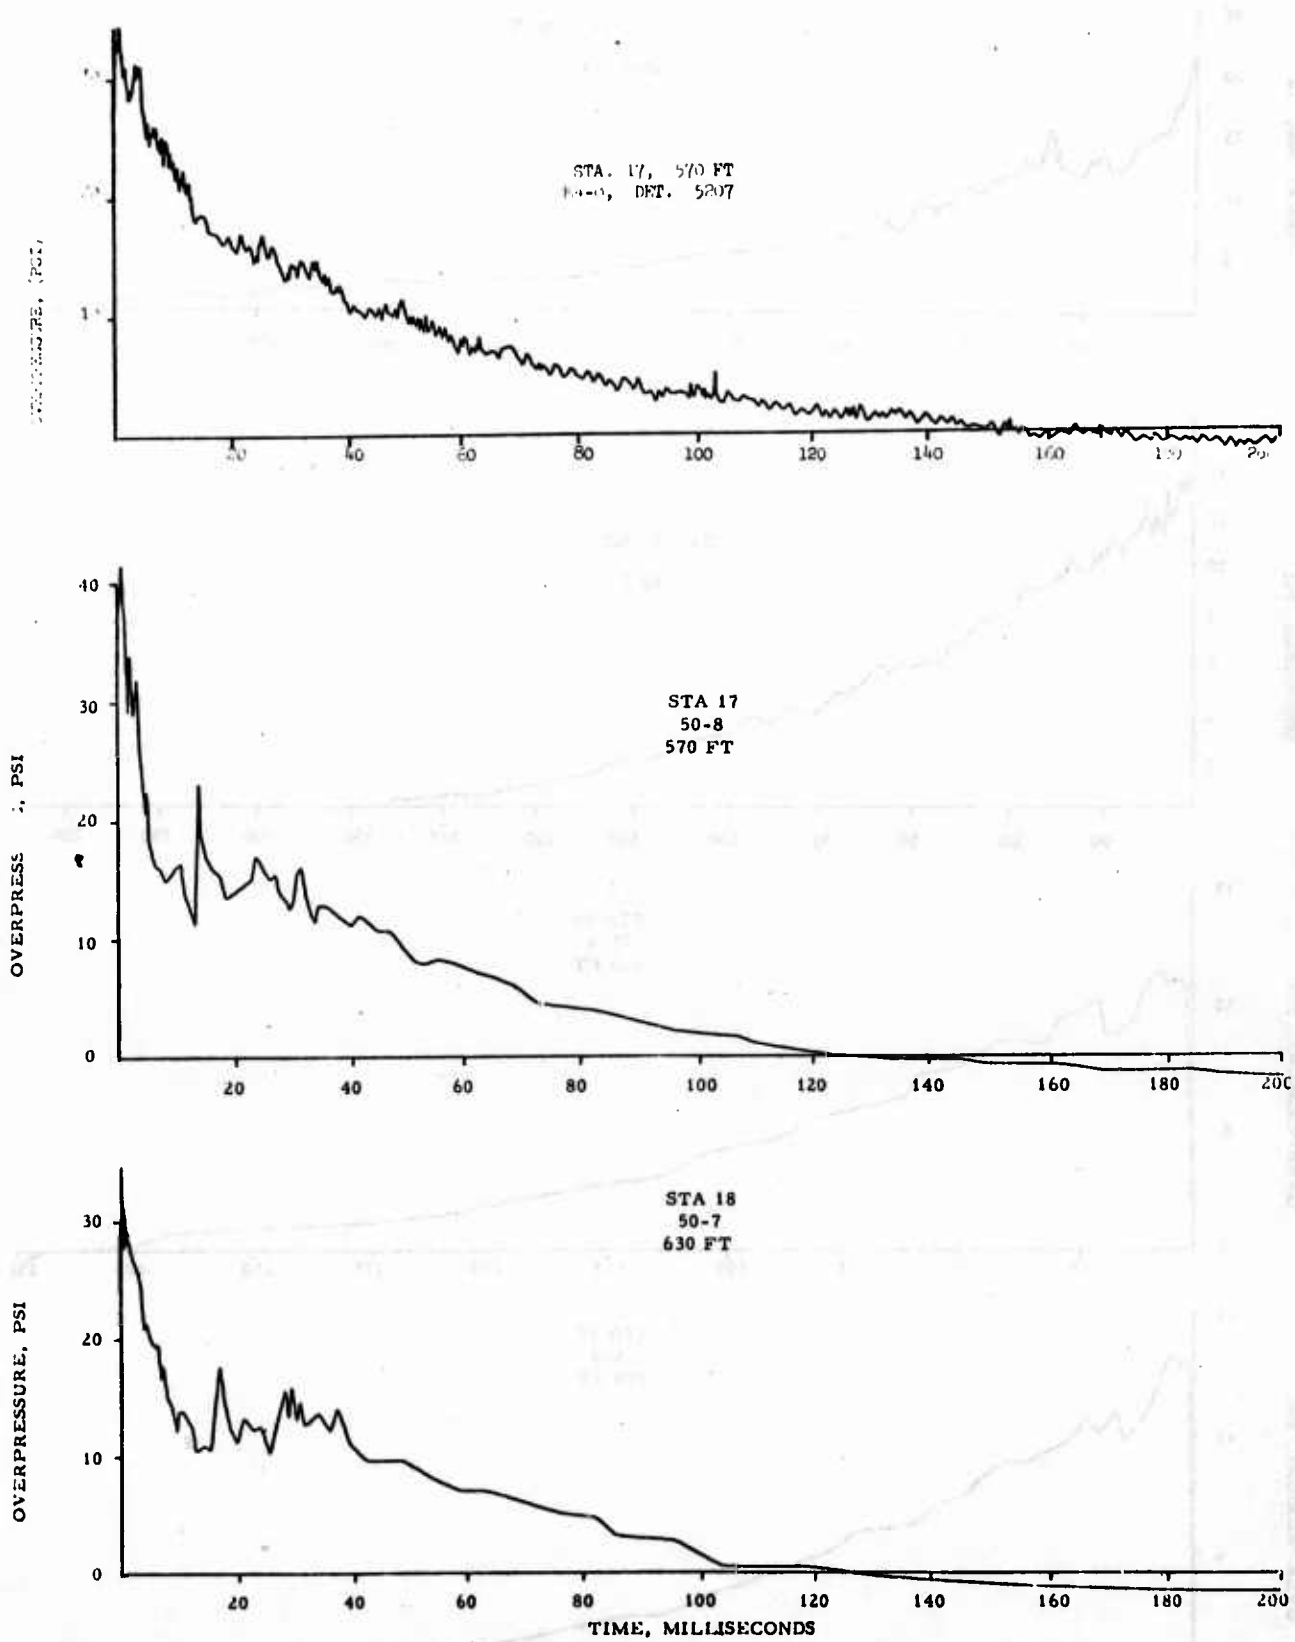 STA. 17, 570 FT
DET. 5207
40 60 80 100 120 140
OVERPRESS , PSI
40
30
20
10
0
STA 17
50-8
570 FT
20 40 60 80 100 120 140 160 180 200
OVERPRESSURE, PSI
30
20
10
0
STA 18
50-7
630 FT
20 40 60 80 100 120 140 160 180 200
TIME, MILLISECONDS